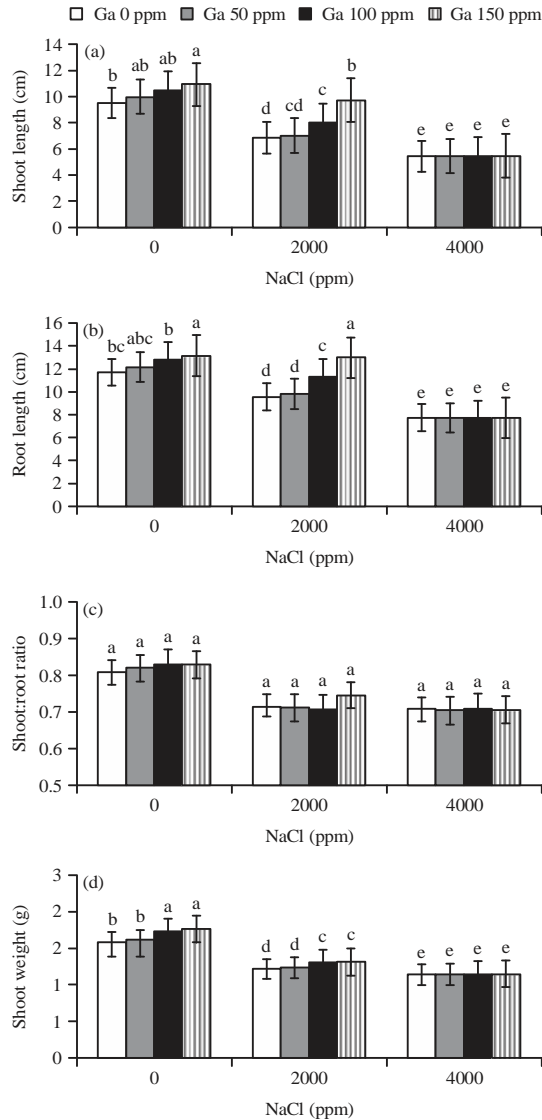 Ga 0 ppm Ga 50 ppm Ga 100 ppm Ga 150 ppm
(a)
Shoot length (cm)
14
12
10
8
6
4
2
0
b ab ab a
d cd c b
e e e e
0 2000 4000
NaCl (ppm)
(b)
Root length (cm)
16
14
12
10
8
6
4
2
0
bc abc b a
d d c a
e e e e
0 2000 4000
NaCl (ppm)
(c)
Shoot:root ratio
1.0
0.9
0.8
0.7
0.6
0.5
a a a a
a a a a
a a a a
0 2000 4000
NaCl (ppm)
(d)
Shoot weight (g)
3
2
2
1
1
0
b b a a
d d c c
e e e e
0 2000 4000
NaCl (ppm)